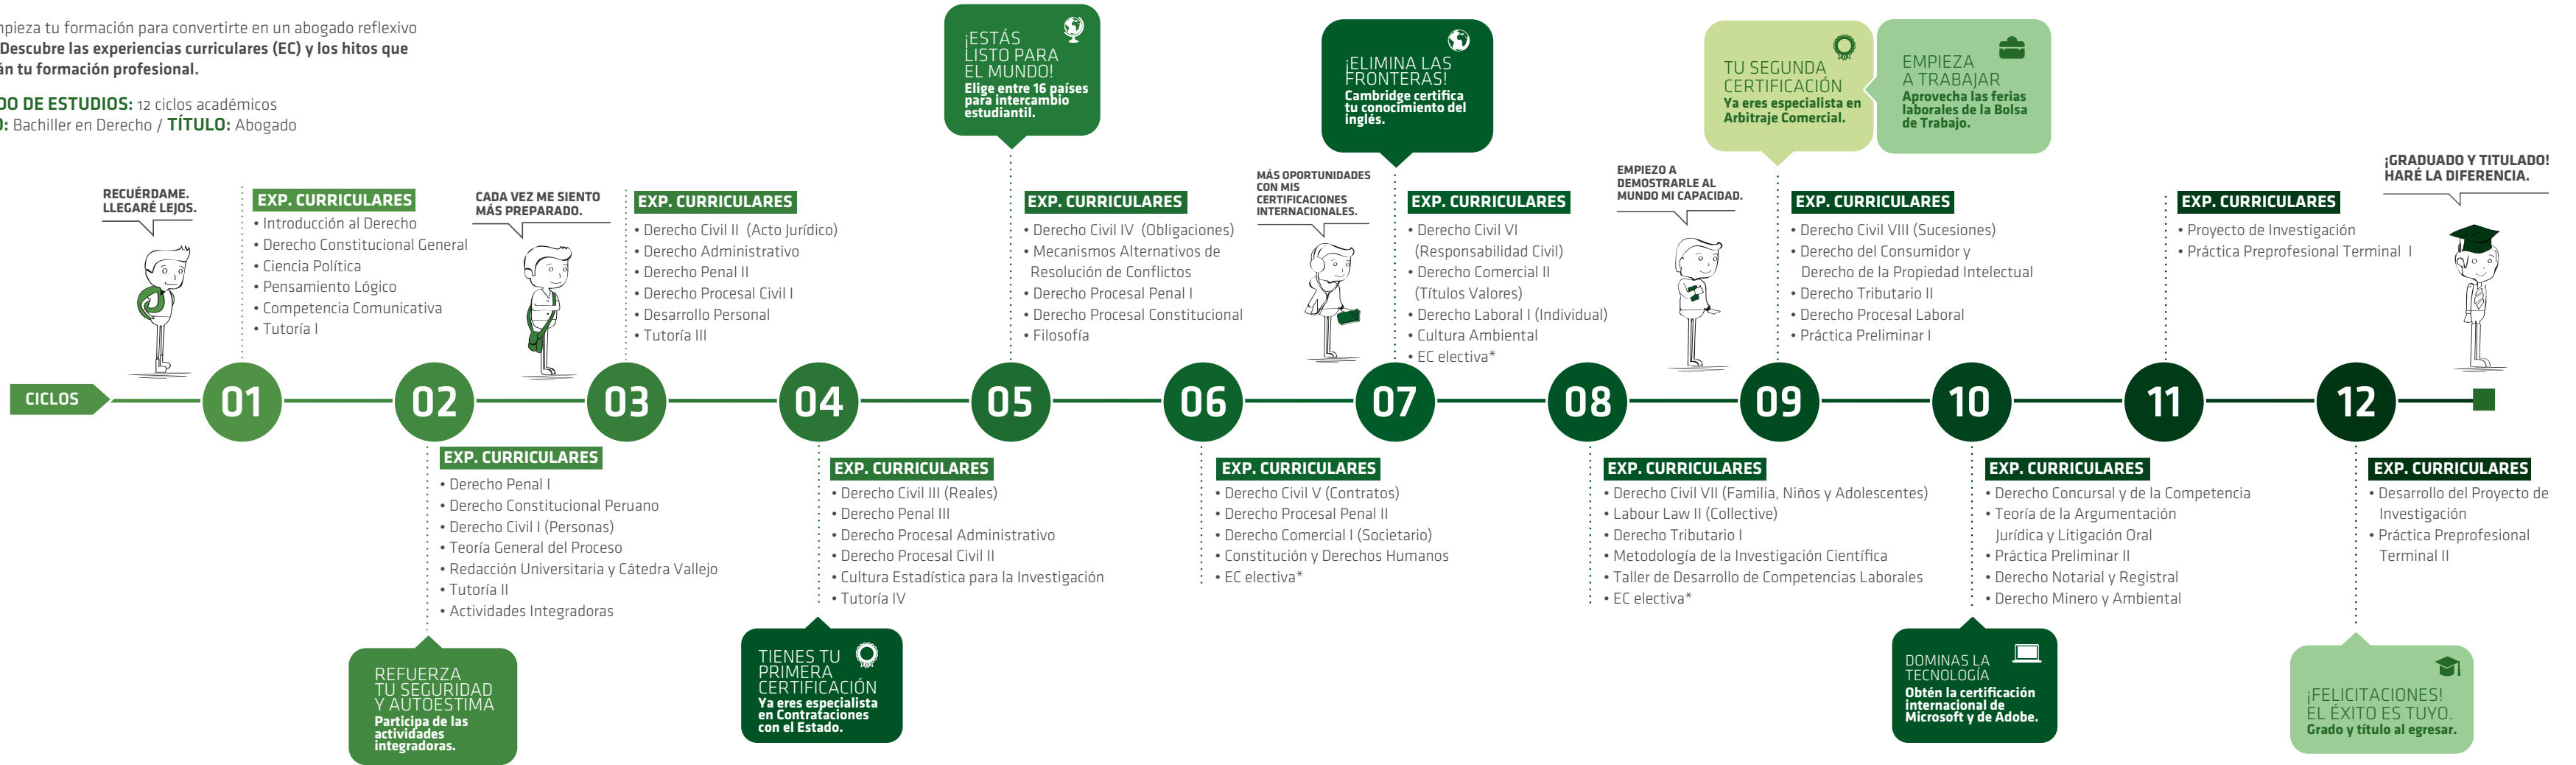 mpieza tu formación para convertirte en un abogado reflexivo
Descubre las experiencias curriculares (EC) y los hitos que
án tu formación profesional.
DO DE ESTUDIOS: 12 ciclos académicos
O: Bachiller en Derecho / TÍTULO: Abogado
¡ESTÁS
LISTO PARA
EL MUNDO!
Elige entre 16 países
para intercambio
estudiantil.
¡ELIMINA LAS
FRONTERAS!
Cambridge certifica
tu conocimiento del
inglés.
TU SEGUNDA
CERTIFICACIÓN
Ya eres especialista en
Arbitraje Comercial.
EMPIEZA
A TRABAJAR
Aprovecha las ferias
laborales de la Bolsa
de Trabajo.
RECUÉRDAME.
LLEGARÉ LEJOS.
EXP. CURRICULARES
• Introducción al Derecho
• Derecho Constitucional General
• Ciencia Política
• Pensamiento Lógico
• Competencia Comunicativa
• Tutoría I
CADA VEZ ME SIENTO
MÁS PREPARADO.
EXP. CURRICULARES
• Derecho Civil II (Acto Jurídico)
• Derecho Administrativo
• Derecho Penal II
• Derecho Procesal Civil I
• Desarrollo Personal
• Tutoría III
EXP. CURRICULARES
• Derecho Civil IV (Obligaciones)
• Mecanismos Alternativos de
Resolución de Conflictos
• Derecho Procesal Penal I
• Derecho Procesal Constitucional
• Filosofía
MÁS OPORTUNIDADES
CON MIS
CERTIFICACIONES
INTERNACIONALES.
EXP. CURRICULARES
• Derecho Civil VI
(Responsabilidad Civil)
• Derecho Comercial II
(Títulos Valores)
• Derecho Laboral I (Individual)
• Cultura Ambiental
• EC electiva*
EMPIEZO A
DEMOSTRARLE AL
MUNDO MI CAPACIDAD.
EXP. CURRICULARES
• Derecho Civil VIII (Sucesiones)
• Derecho del Consumidor y
Derecho de la Propiedad Intelectual
• Derecho Tributario II
• Derecho Procesal Laboral
• Práctica Preliminar I
EXP. CURRICULARES
• Proyecto de Investigación
• Práctica Preprofesional Terminal I
¡GRADUADO Y TITULADO!
HARÉ LA DIFERENCIA.
CICLOS
01
02
03
04
05
06
07
08
09
10
11
12
EXP. CURRICULARES
• Derecho Penal I
• Derecho Constitucional Peruano
• Derecho Civil I (Personas)
• Teoría General del Proceso
• Redacción Universitaria y Cátedra Vallejo
• Tutoría II
• Actividades Integradoras
EXP. CURRICULARES
• Derecho Civil III (Reales)
• Derecho Penal III
• Derecho Procesal Administrativo
• Derecho Procesal Civil II
• Cultura Estadística para la Investigación
• Tutoría IV
EXP. CURRICULARES
• Derecho Civil V (Contratos)
• Derecho Procesal Penal II
• Derecho Comercial I (Societario)
• Constitución y Derechos Humanos
• EC electiva*
EXP. CURRICULARES
• Derecho Civil VII (Familia, Niños y Adolescentes)
• Labour Law II (Collective)
• Derecho Tributario I
• Metodología de la Investigación Científica
• Taller de Desarrollo de Competencias Laborales
• EC electiva*
EXP. CURRICULARES
• Derecho Concursal y de la Competencia
• Teoría de la Argumentación
Jurídica y Litigación Oral
• Práctica Preliminar II
• Derecho Notarial y Registral
• Derecho Minero y Ambiental
EXP. CURRICULARES
• Desarrollo del Proyecto de
Investigación
• Práctica Preprofesional
Terminal II
REFUERZA
TU SEGURIDAD
Y AUTOESTIMA
Participa de las
actividades
integradoras.
TIENES TU
PRIMERA
CERTIFICACIÓN
Ya eres especialista
en Contrataciones
con el Estado.
DOMINAS LA
TECNOLOGÍA
Obtén la certificación
internacional de
Microsoft y de Adobe.
¡FELICITACIONES!
EL ÉXITO ES TUYO.
Grado y título al egresar.